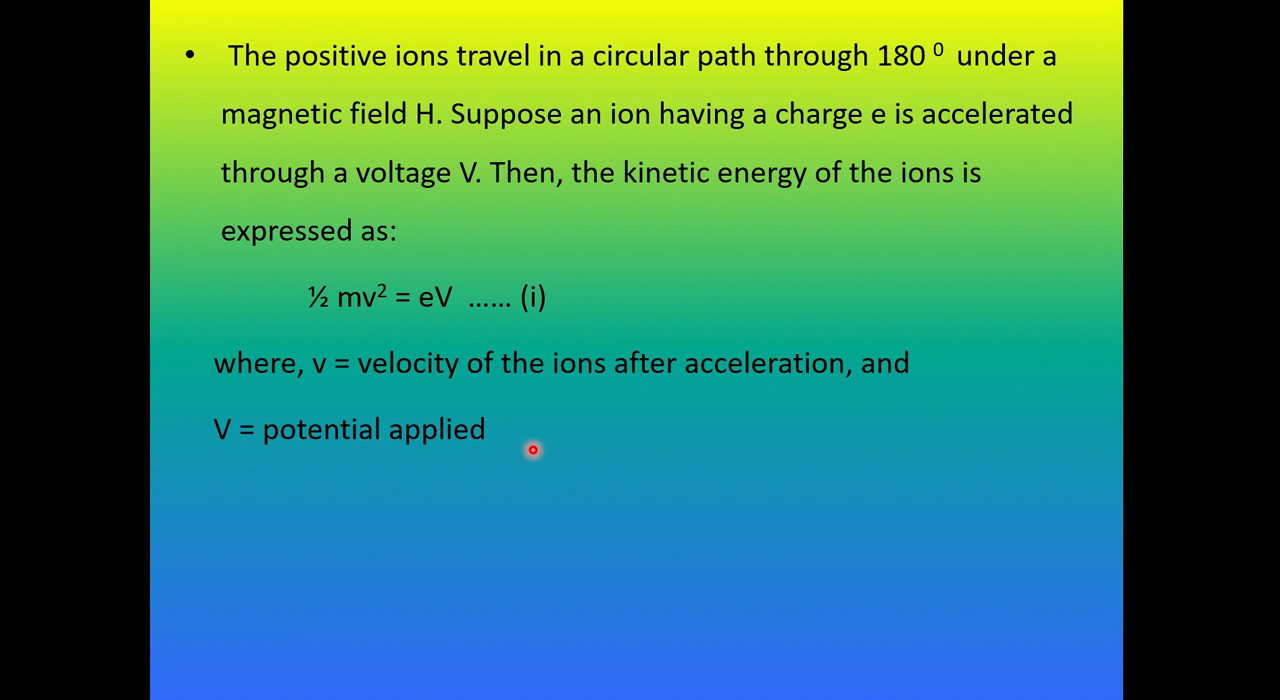 • The positive ions travel in a circular path through 180 ⁰ under a
magnetic field H. Suppose an ion having a charge e is accelerated
through a voltage V. Then, the kinetic energy of the ions is
expressed as:
½ mv² = eV ...... (i)
where, v = velocity of the ions after acceleration, and
V = potential applied